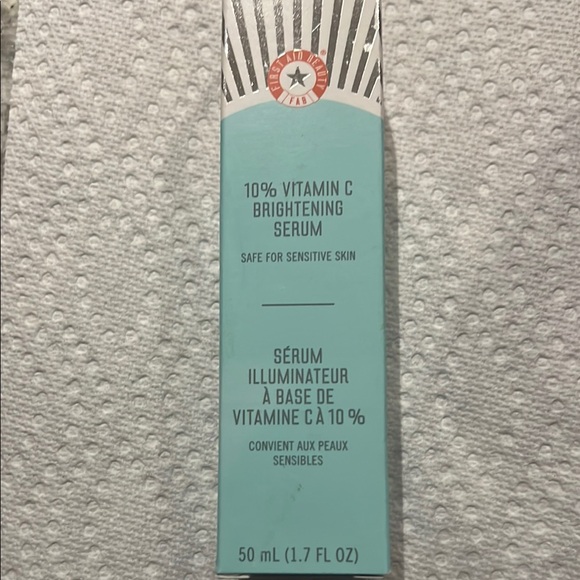 FIRST AID BEAUTY
®
FAB
10% VITAMIN C
BRIGHTENING
SERUM
SAFE FOR SENSITIVE SKIN
SÉRUM
ILLUMINATEUR
À BASE DE
VITAMINE C À 10 %
CONVIENT AUX PEAUX
SENSIBLES
50 mL (1.7 FL OZ)